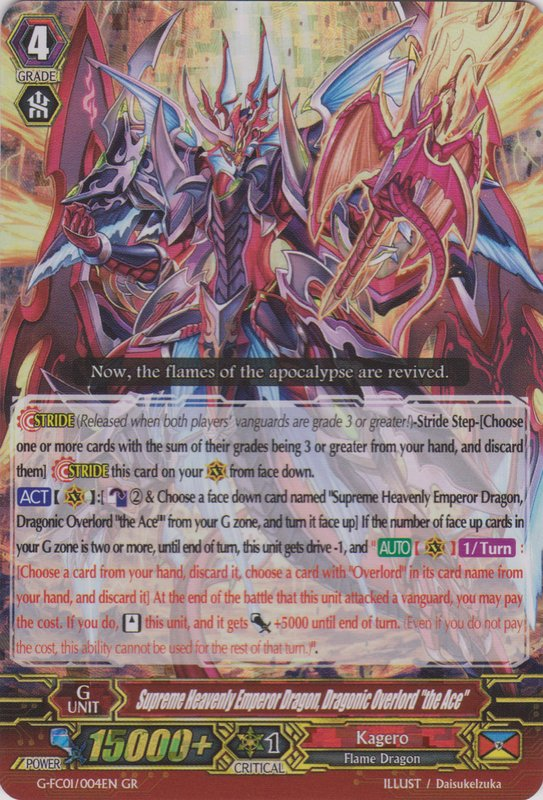 4
GRADE
Now, the flames of the apocalypse are revived.
STRIDE(Released when both players' vanguards are grade 3 or greater!)-Stride Step-[Choose
one or more cards with the sum of their grades being 3 or greater from your hand, and discard
them] STRIDE this card on your from face down.
ACT【 】:[ ② & Choose a face down card named "Supreme Heavenly Emperor Dragon,
Dragonic Overlord "the Ace"" from your G zone, and turn it face up] If the number of face up cards in
your G zone is two or more, until end of turn, this unit gets drive -1, and " AUTO【 】 1/Turn :
[Choose a card from your hand, discard it, choose a card with "Overlord" in its card name from
your hand, and discard it] At the end of the battle that this unit attacked a vanguard, you may pay
the cost. If you do, this unit, and it gets +5000 until end of turn. (Even if you do not pay
the cost, this ability cannot be used for the rest of that turn.)".
G UNIT
Supreme Heavenly Emperor Dragon, Dragonic Overlord "the Ace"
POWER 15000+
1 CRITICAL
Kagero
Flame Dragon
G-FC01/004EN GR
ILLUST / DaisukeIzuka